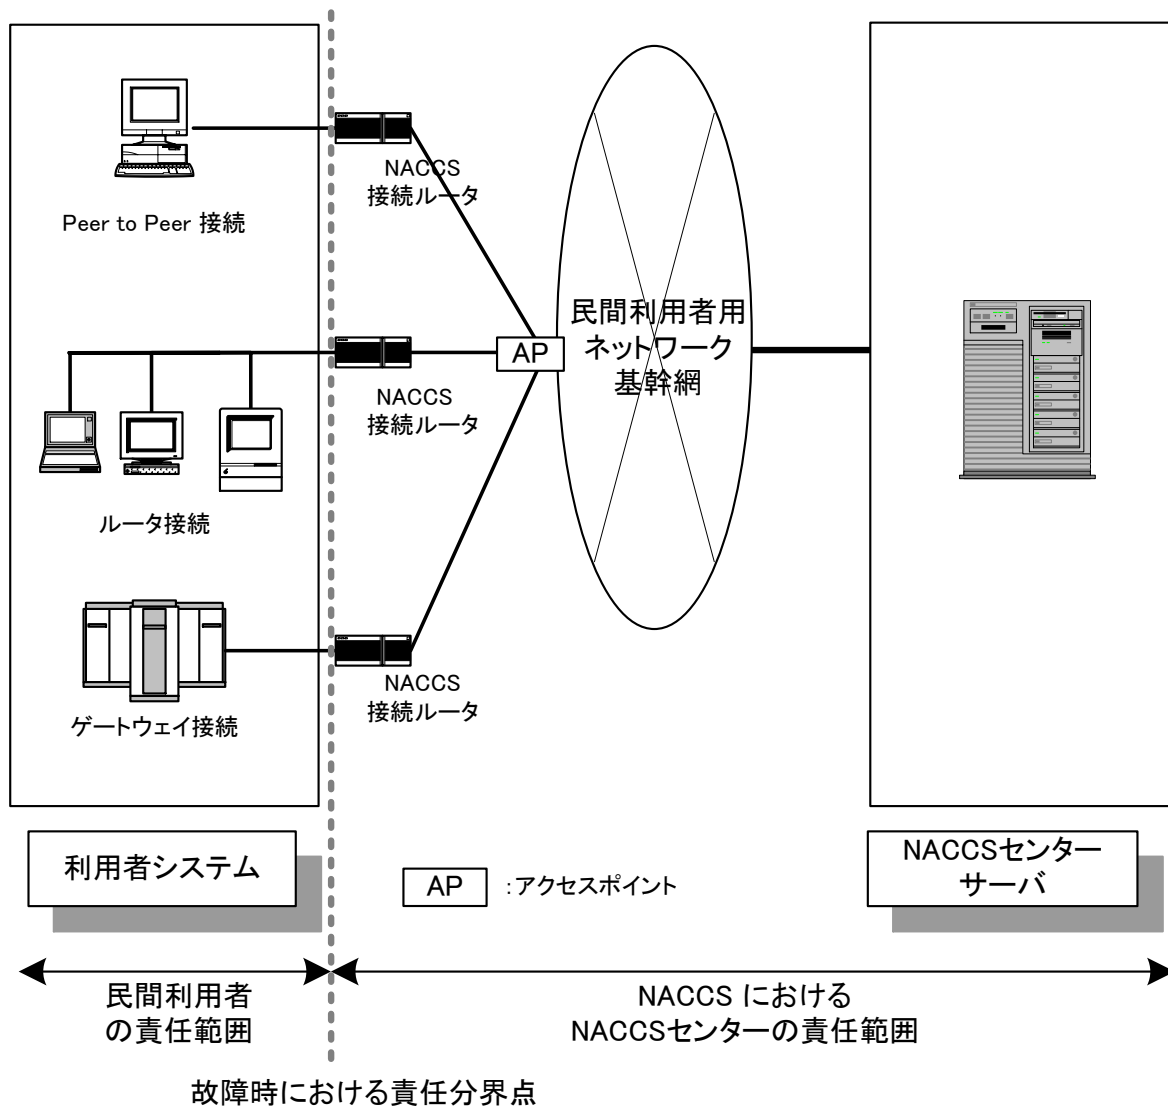 NACCS
接続ルータ
Peer to Peer 接続
民間利用者用
ネットワーク
基幹網
AP
NACCS
接続ルータ
ルータ接続
NACCS
接続ルータ
ゲートウェイ接続
利用者システム
AP
:アクセスポイント
NACCSセンター
サーバ
民間利用者
の責任範囲
NACCS における
NACCSセンターの責任範囲
故障時における責任分界点